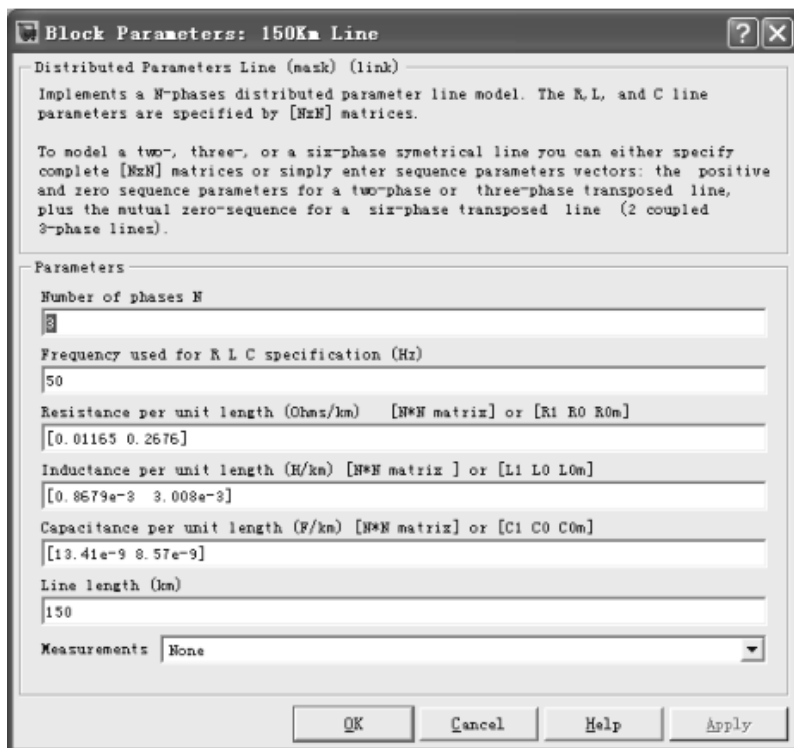 Block Parameters: 150Km Line
Distributed Parameters Line (mask) (link)
Implements a N-phases distributed parameter line model. The R,L, and C line
parameters are specified by [NxN] matrices.
To model a two-, three-, or a six-phase symetrical line you can either specify
complete [NxN] matrices or simply enter sequence parameters vectors: the positive
and zero sequence parameters for a two-phase or three-phase transposed line,
plus the mutual zero-sequence for a six-phase transposed line (2 coupled
3-phase lines).
Parameters
Number of phases N
3
Frequency used for R L C specification (Hz)
50
Resistance per unit length (Ohms/km) [N*N matrix] or [R1 R0 R0m]
[0.01165 0.2676]
Inductance per unit length (H/km) [N*N matrix ] or [L1 L0 L0m]
[0.8679e-3 3.008e-3]
Capacitance per unit length (F/km) [N*N matrix] or [C1 C0 C0m]
[13.41e-9 8.57e-9]
Line length (km)
150
Measurements None
OK Cancel Help Apply